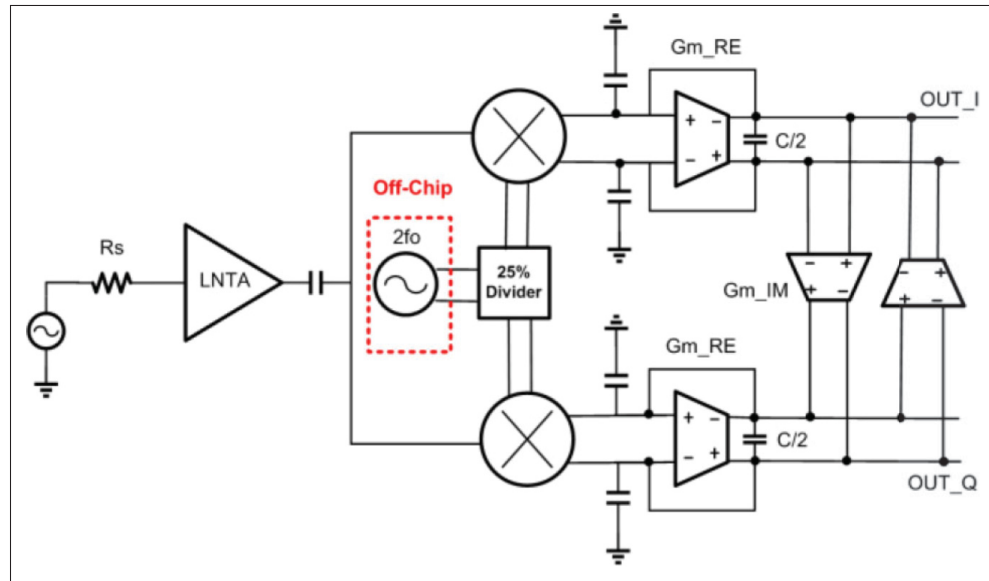 Gm_RE
OUT_I
+ −
C/2
− +
Off-Chip
2fo
Rs
LNTA
25%
Divider
− +
− +
Gm_IM
+ −
+ −
Gm_RE
+ −
C/2
− +
OUT_Q